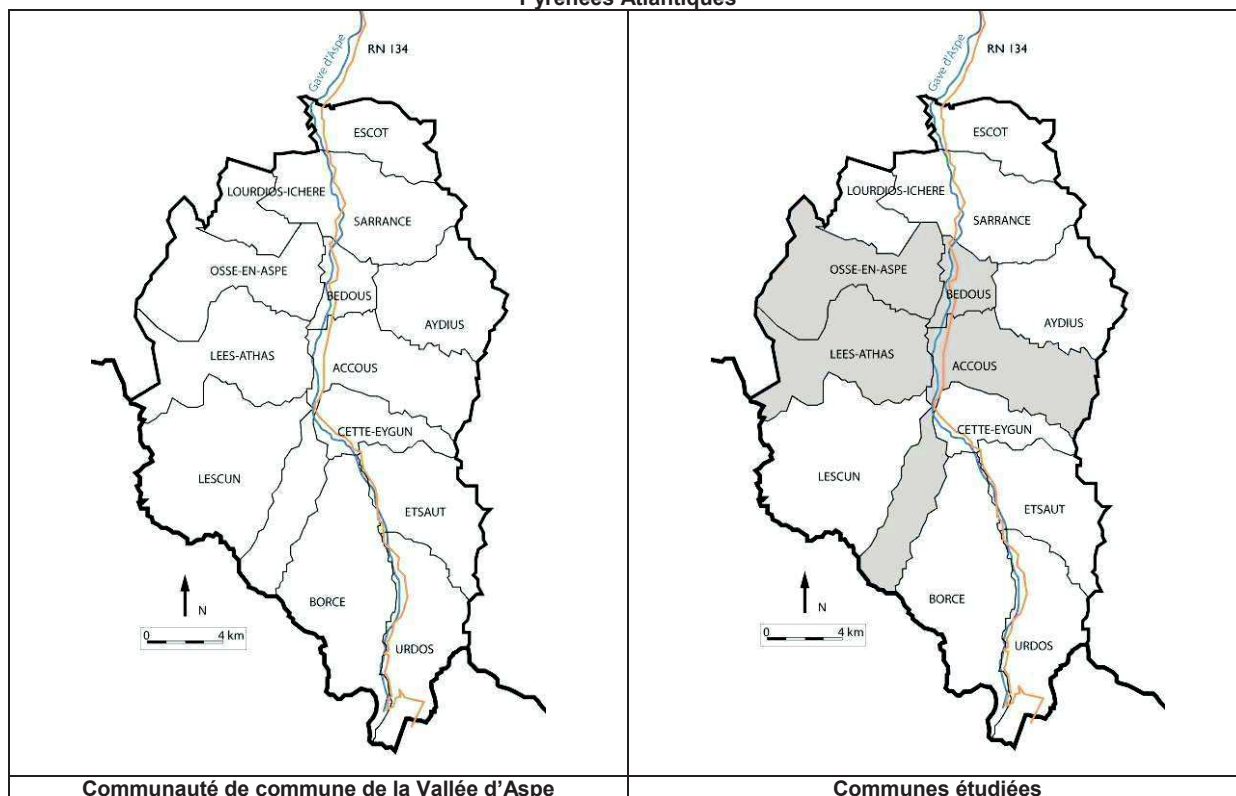 Pyrénées Atlantiques
RN 134
Gave d'Aspe
ESCOT
LOURDIOS-ICHERE
SARRANCE
OSSE-EN-ASPE
BEDOUS
AYDIUS
LEES-ATHAS
ACCOUS
CETTE-EYGUN
LESCUN
ETSAUT
N
BORCE
0 4 km
URDOS
Communauté de commune de la Vallée d'Aspe
RN 134
Gave d'Aspe
ESCOT
LOURDIOS-ICHERE
SARRANCE
OSSE-EN-ASPE
BEDOUS
AYDIUS
LEES-ATHAS
ACCOUS
CETTE-EYGUN
LESCUN
ETSAUT
N
BORCE
0 4 km
URDOS
Communes étudiées